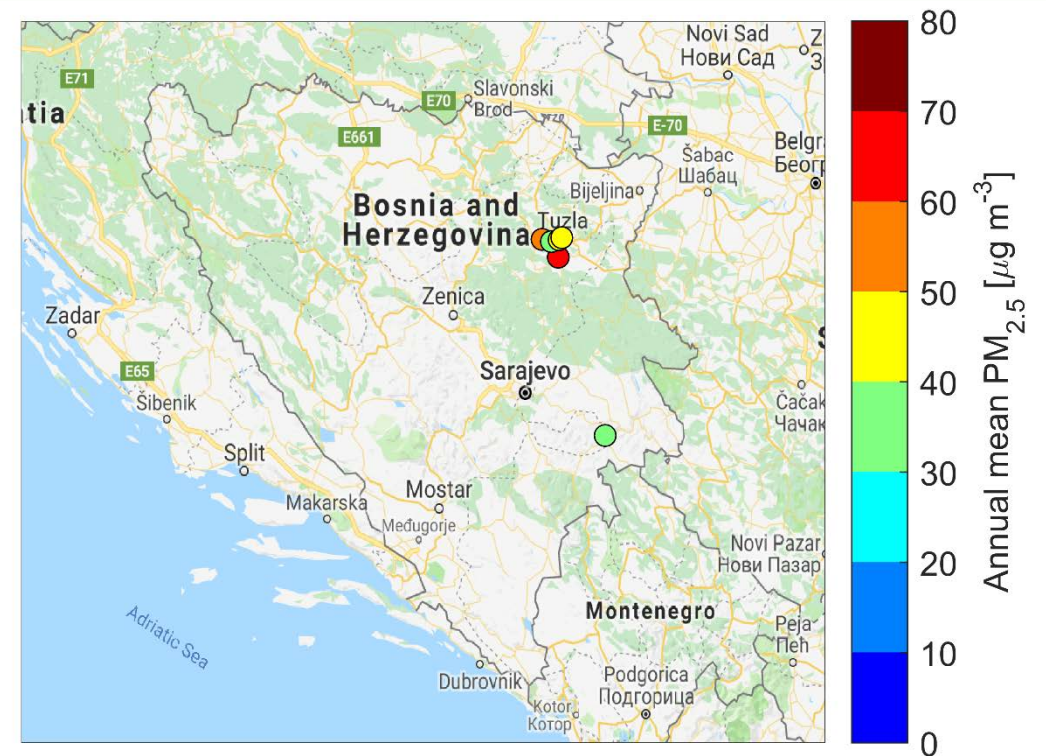 Novi Sad
Нови Сад
E71
Slavonski
Brod
E70
tia
E661
E-70
Belgr
Београ
Šabac
Шабац
Bijeljina
Bosnia and
Herzegovina
Tuzla
Zenica
Zadar
Sarajevo
E65
Šibenik
Čačak
Чачак
Split
Mostar
Makarska
Međugorje
Novi Pazar
Нови Пазар
Adriatic Sea
Montenegro
Peja
Пећ
Dubrovnik
Podgorica
Подгорица
Kotor
Котор
80
70
60
50
40
30
20
10
0
Annual mean PM2.5 [μg m-3]